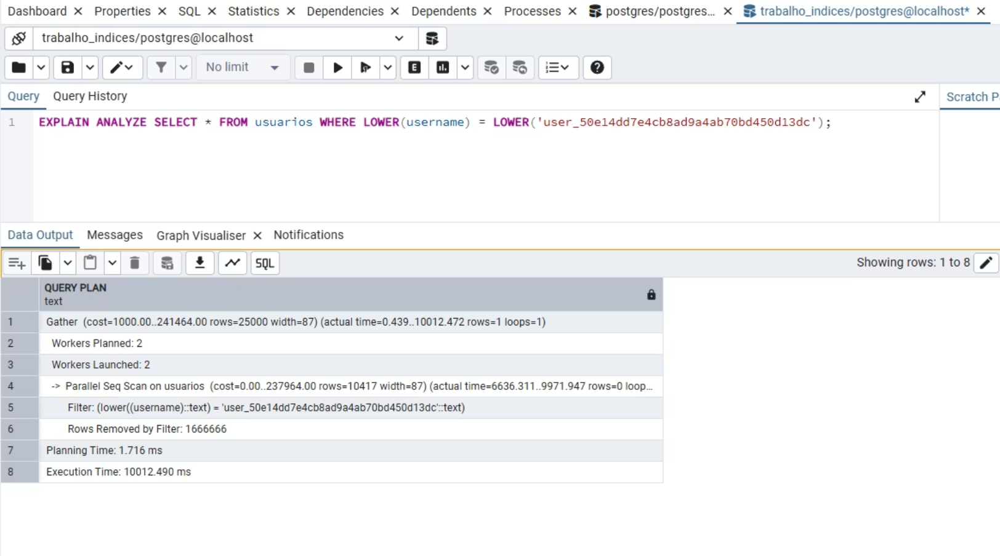 Dashboard Properties SQL Statistics Dependencies Dependents Processes postgres/postgres... trabalho_indices/postgres@localhost*
trabalho_indices/postgres@localhost
No limit E
Query Query History Scratch P
1 EXPLAIN ANALYZE SELECT * FROM usuarios WHERE LOWER(username) = LOWER('user_50e14dd7e4cb8ad9a4ab70bd450d13dc');
Data Output Messages Graph Visualiser Notifications
SQL Showing rows: 1 to 8
QUERY PLAN
text
1 Gather (cost=1000.00..241464.00 rows=25000 width=87) (actual time=0.439..10012.472 rows=1 loops=1)
2 Workers Planned: 2
3 Workers Launched: 2
4 -> Parallel Seq Scan on usuarios (cost=0.00..237964.00 rows=10417 width=87) (actual time=6636.311..9971.947 rows=0 loop...
5 Filter: (lower((username)::text) = 'user_50e14dd7e4cb8ad9a4ab70bd450d13dc'::text)
6 Rows Removed by Filter: 1666666
7 Planning Time: 1.716 ms
8 Execution Time: 10012.490 ms